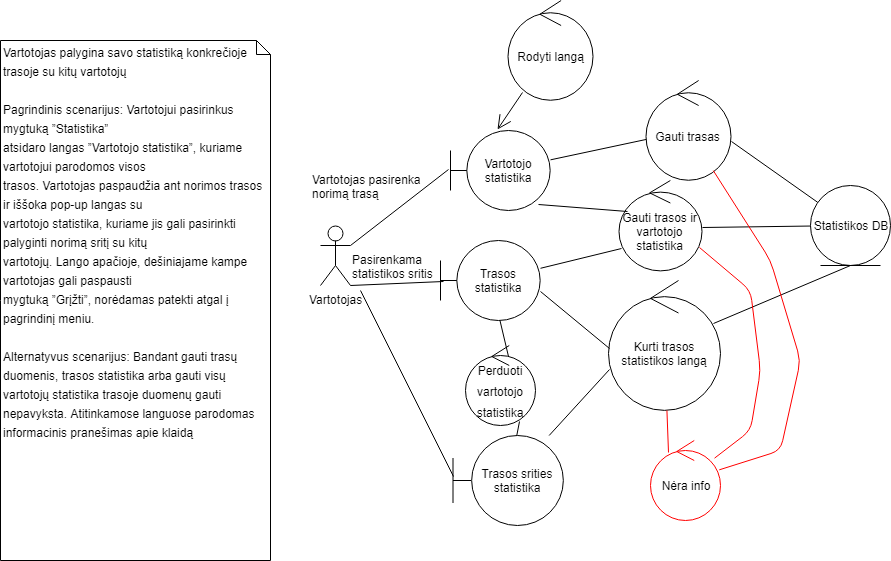 Vartotojas palygina savo statistiką konkrečioje
trasoje su kitų vartotojų
Pagrindinis scenarijus: Vartotojui pasirinkus
mygtuką ”Statistika”
atsidaro langas ”Vartotojo statistika”, kuriame
vartotojui parodomos visos
trasos. Vartotojas paspaudžia ant norimos trasos
ir iššoka pop-up langas su
vartotojo statistika, kuriame jis gali pasirinkti
palyginti norimą sritį su kitų
vartotojų. Lango apačioje, dešiniajame kampe
vartotojas gali paspausti
mygtuką ”Grįžti”, norėdamas patekti atgal į
pagrindinį meniu.
Alternatyvus scenarijus: Bandant gauti trasų
duomenis, trasos statistika arba gauti visų
vartotojų statistika trasoje duomenų gauti
nepavyksta. Atitinkamose languose parodomas
informacinis pranešimas apie klaidą
Rodyti langą
Gauti trasas
Vartotojo
statistika
Vartotojas pasirenka
norimą trasą
Gauti trasos ir
vartotojo
statistika
Statistikos DB
Pasirenkama
statistikos sritis
Vartotojas
Trasos
statistika
Kurti trasos
statistikos langą
Perduoti
vartotojo
statistika
Trasos srities
statistika
Nėra info